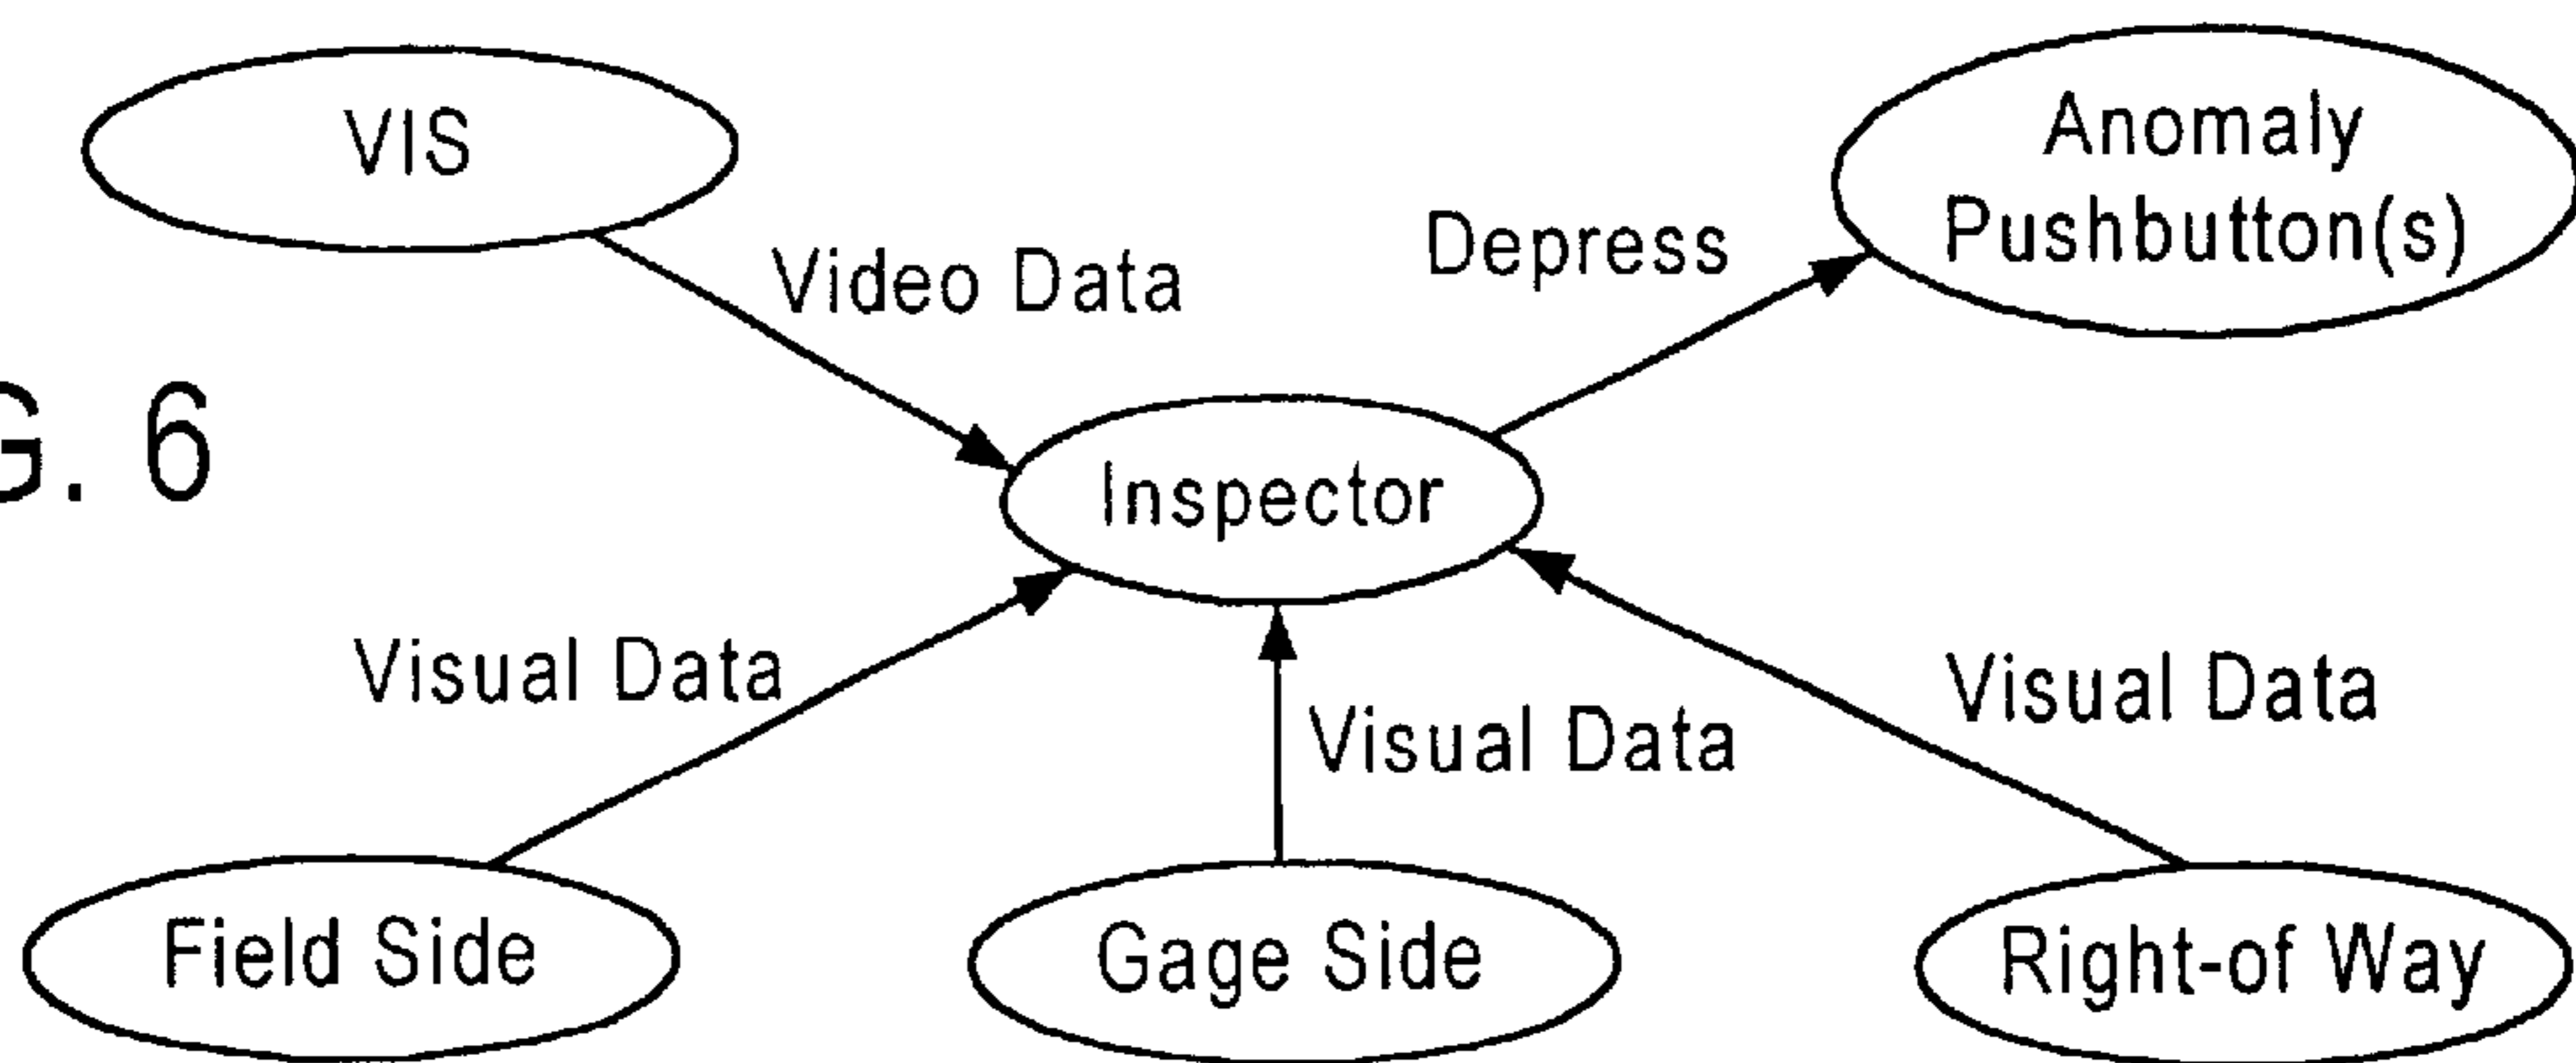 VIS
Anomaly
Pushbutton(s)
Video Data
Depress
G. 6
Inspector
Visual Data
Visual Data
Visual Data
Field Side
Gage Side
Right-of Way